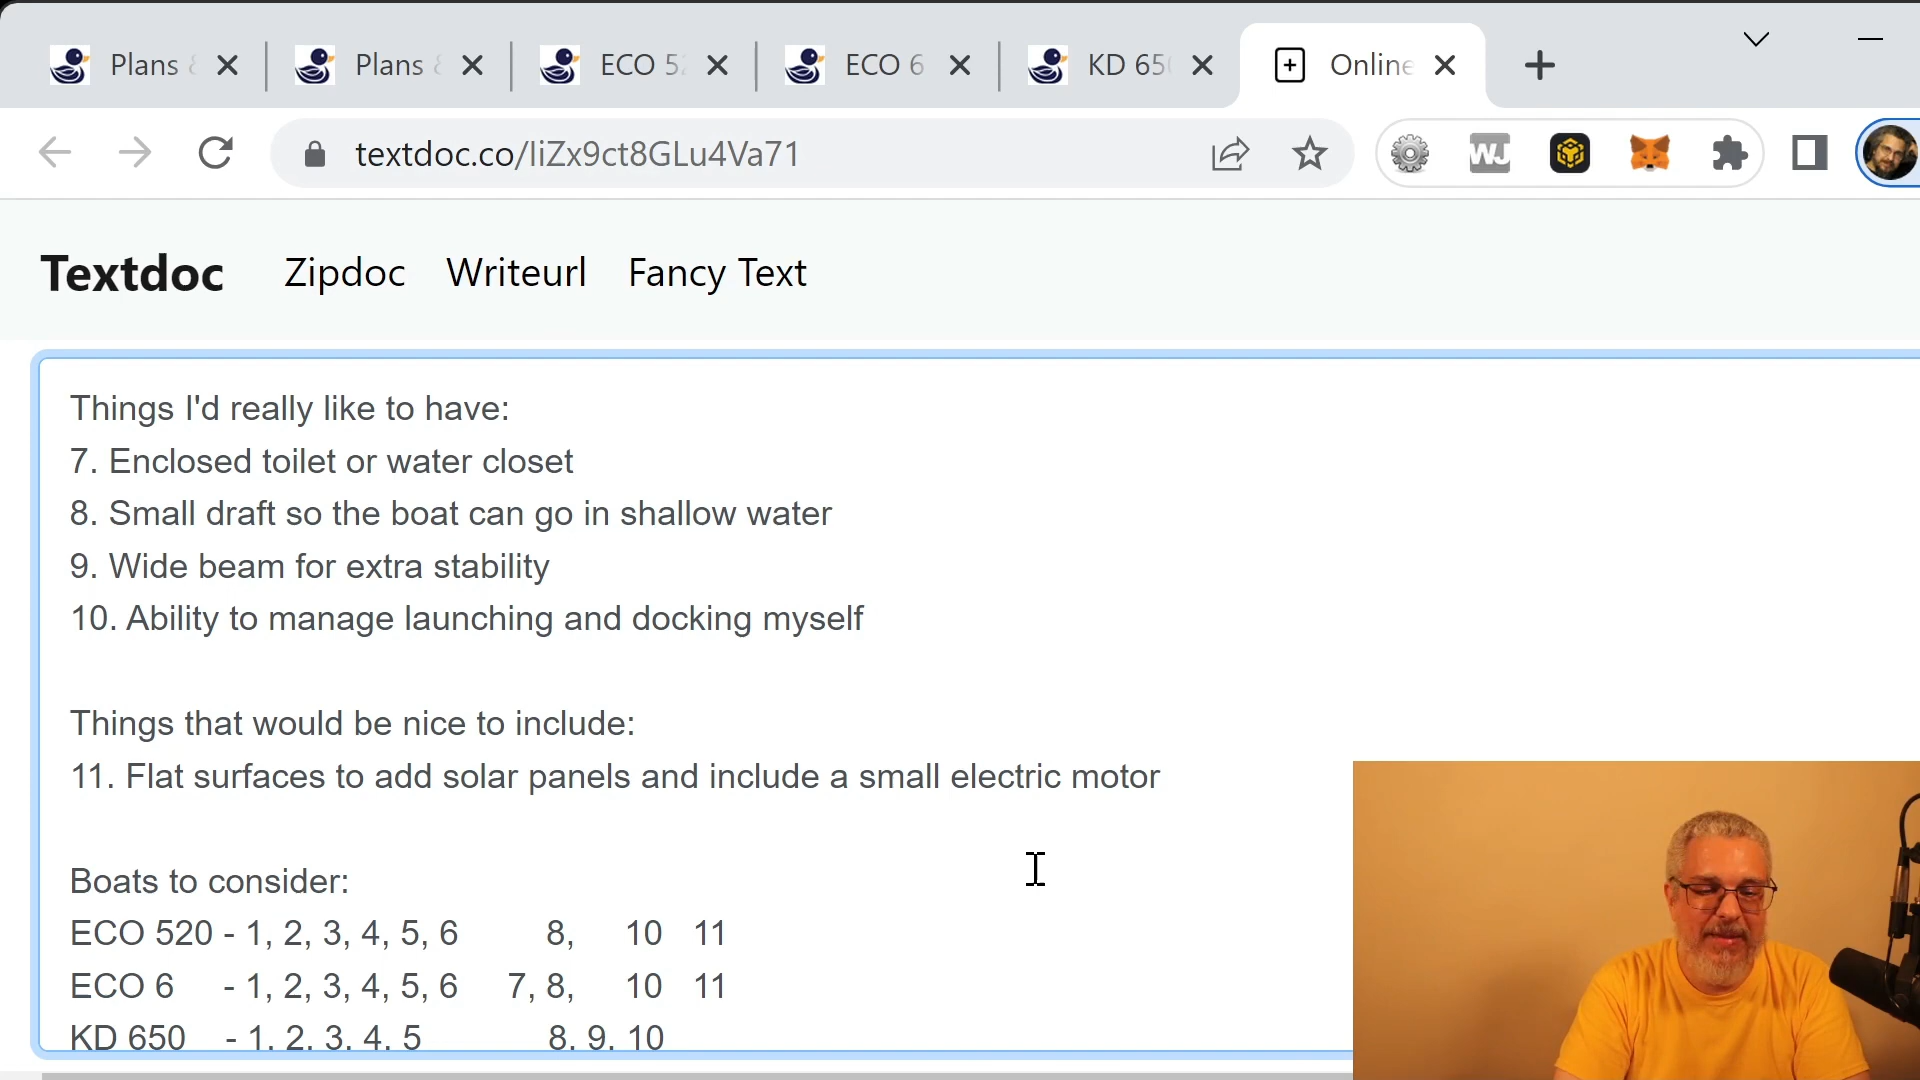 Plans
Plans
ECO 5
ECO 6
KD 650
Online
textdoc.co/IiZx9ct8GLu4Va71
WJ
Textdoc
Zipdoc
Writeurl
Fancy Text
Things I'd really like to have:
7. Enclosed toilet or water closet
8. Small draft so the boat can go in shallow water
9. Wide beam for extra stability
10. Ability to manage launching and docking myself
Things that would be nice to include:
11. Flat surfaces to add solar panels and include a small electric motor
Boats to consider:
ECO 520 - 1, 2, 3, 4, 5, 6 8, 10 11
ECO 6 - 1, 2, 3, 4, 5, 6 7, 8, 10 11
KD 650 - 1, 2, 3, 4, 5 8, 9, 10